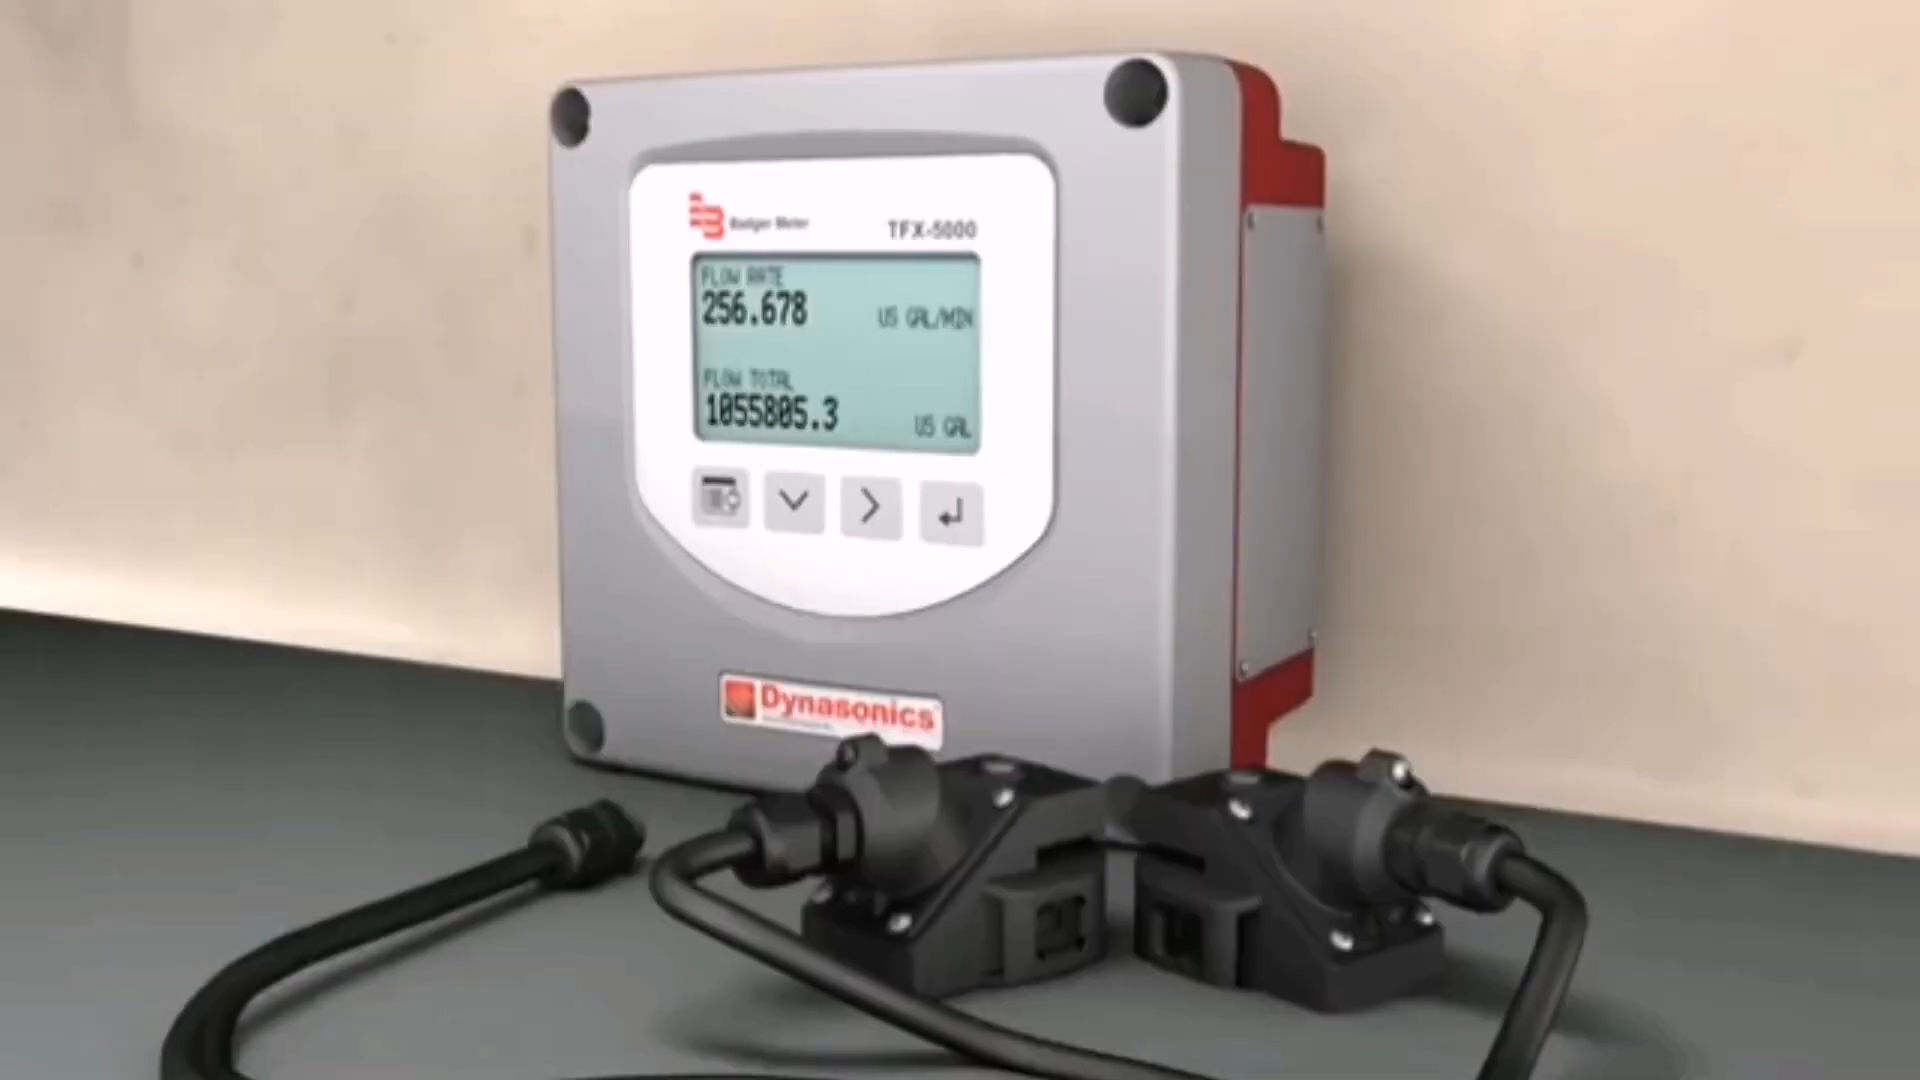 Badger Meter
TFX-5000
FLOW RATE
256.678 US GAL/MIN
FLOW TOTAL
1055805.3 US GAL
Dynasonics